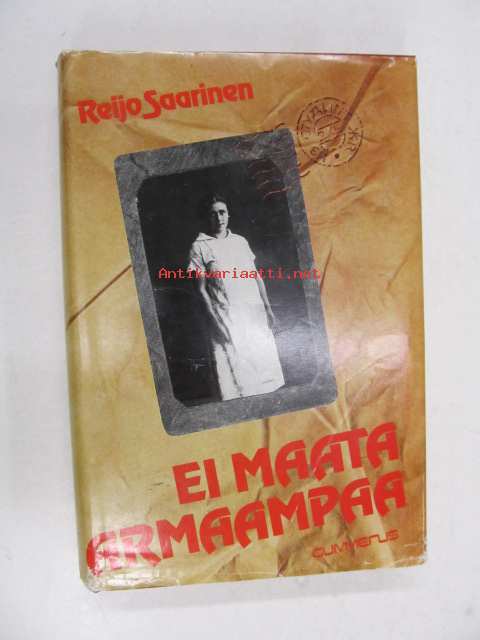 Reijo Saarinen
Antikvariaatti.net
EI MAATA
ARMAAMPAA
GUMMERUS